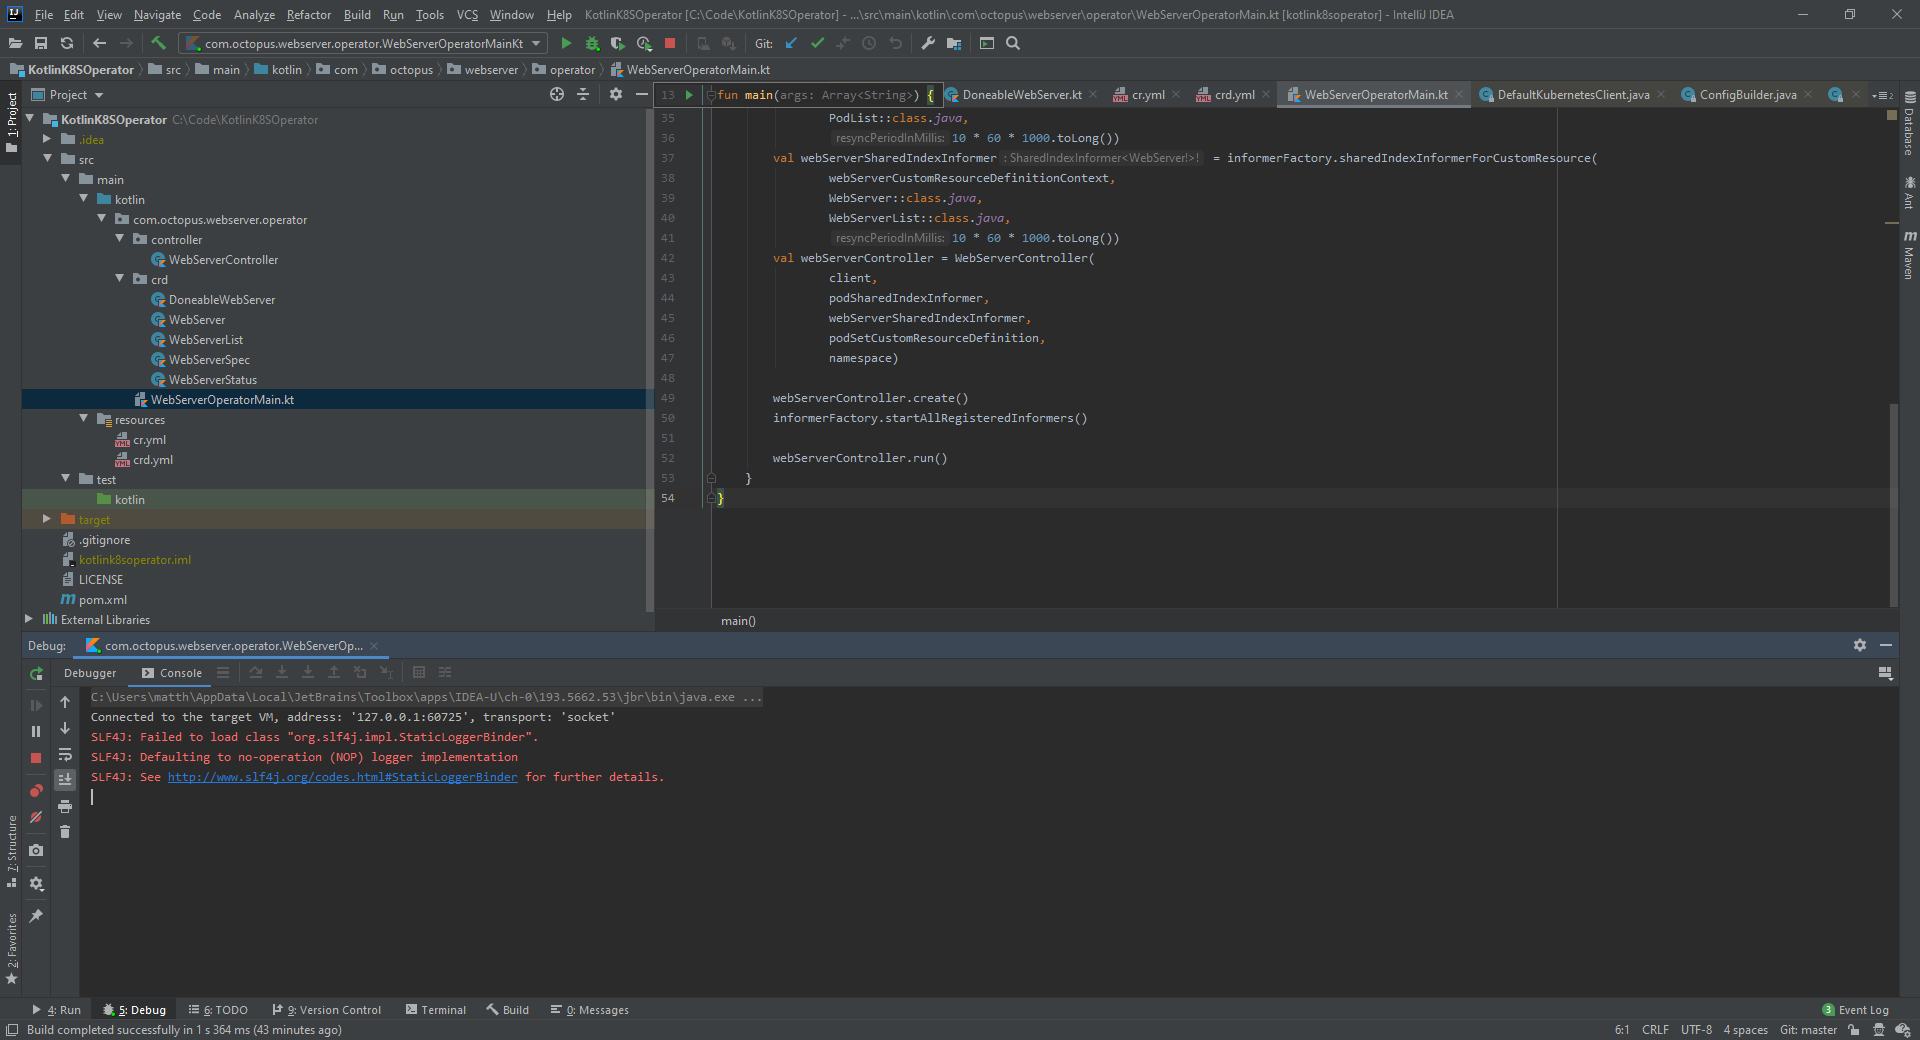 File Edit View Navigate Code Analyze Refactor Build Run Tools VCS Window Help KotlinK8SOperator [C:\Code\KotlinK8SOperator] - ...\src\main\kotlin\com\octopus\webserver\operator\WebServerOperatorMain.kt [kotlink8soperator] - IntelliJ IDEA
com.octopus.webserver.operator.WebServerOperatorMainKt Git:
KotlinK8SOperator src main kotlin com octopus webserver operator WebServerOperatorMain.kt
1: Project
Project
KotlinK8SOperator C:\Code\KotlinK8SOperator
.idea
src
main
kotlin
com.octopus.webserver.operator
controller
WebServerController
crd
DoneableWebServer
WebServer
WebServerList
WebServerSpec
WebServerStatus
WebServerOperatorMain.kt
resources
cr.yml
crd.yml
test
kotlin
target
.gitignore
kotlink8soperator.iml
LICENSE
pom.xml
External Libraries
13 fun main(args: Array<String>) { DoneableWebServer.kt cr.yml crd.yml WebServerOperatorMain.kt DefaultKubernetesClient.java ConfigBuilder.java 2
35 PodList::class.java,
36 resyncPeriodInMillis: 10 * 60 * 1000.toLong())
37 val webServerSharedIndexInformer : SharedIndexInformer<WebServer!>! = informerFactory.sharedIndexInformerForCustomResource(
38 webServerCustomResourceDefinitionContext,
39 WebServer::class.java,
40 WebServerList::class.java,
41 resyncPeriodInMillis: 10 * 60 * 1000.toLong())
42 val webServerController = WebServerController(
43 client,
44 podSharedIndexInformer,
45 webServerSharedIndexInformer,
46 podSetCustomResourceDefinition,
47 namespace)
48
49 webServerController.create()
50 informerFactory.startAllRegisteredInformers()
51
52 webServerController.run()
53 }
54 }
main()
Database
Ant
Maven
Debug: com.octopus.webserver.operator.WebServerOp...
Debugger Console
C:\Users\matth\AppData\Local\JetBrains\Toolbox\apps\IDEA-U\ch-0\193.5662.53\jbr\bin\java.exe ...
Connected to the target VM, address: '127.0.0.1:60725', transport: 'socket'
SLF4J: Failed to load class "org.slf4j.impl.StaticLoggerBinder".
SLF4J: Defaulting to no-operation (NOP) logger implementation
SLF4J: See http://www.slf4j.org/codes.html#StaticLoggerBinder for further details.
7: Structure
2: Favorites
4: Run 5: Debug 6: TODO 9: Version Control Terminal Build 0: Messages 3 Event Log
Build completed successfully in 1 s 364 ms (43 minutes ago) 6:1 CRLF UTF-8 4 spaces Git: master